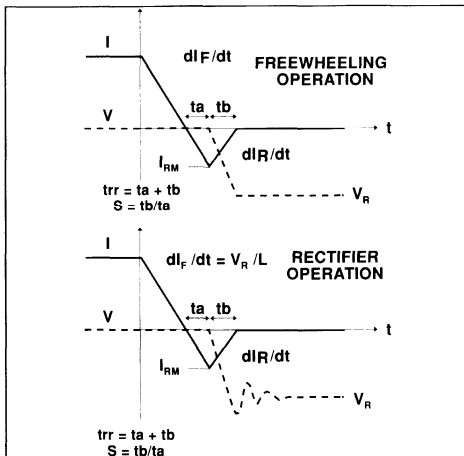 I
dIF/dt
FREEWHEELING
OPERATION
V
ta tb
t
IRM
dIR/dt
trr = ta + tb
S = tb/ta
VR
I
dIF /dt = VR /L
RECTIFIER
OPERATION
V
ta tb
t
IRM
dIR/dt
VR
trr = ta + tb
S = tb/ta